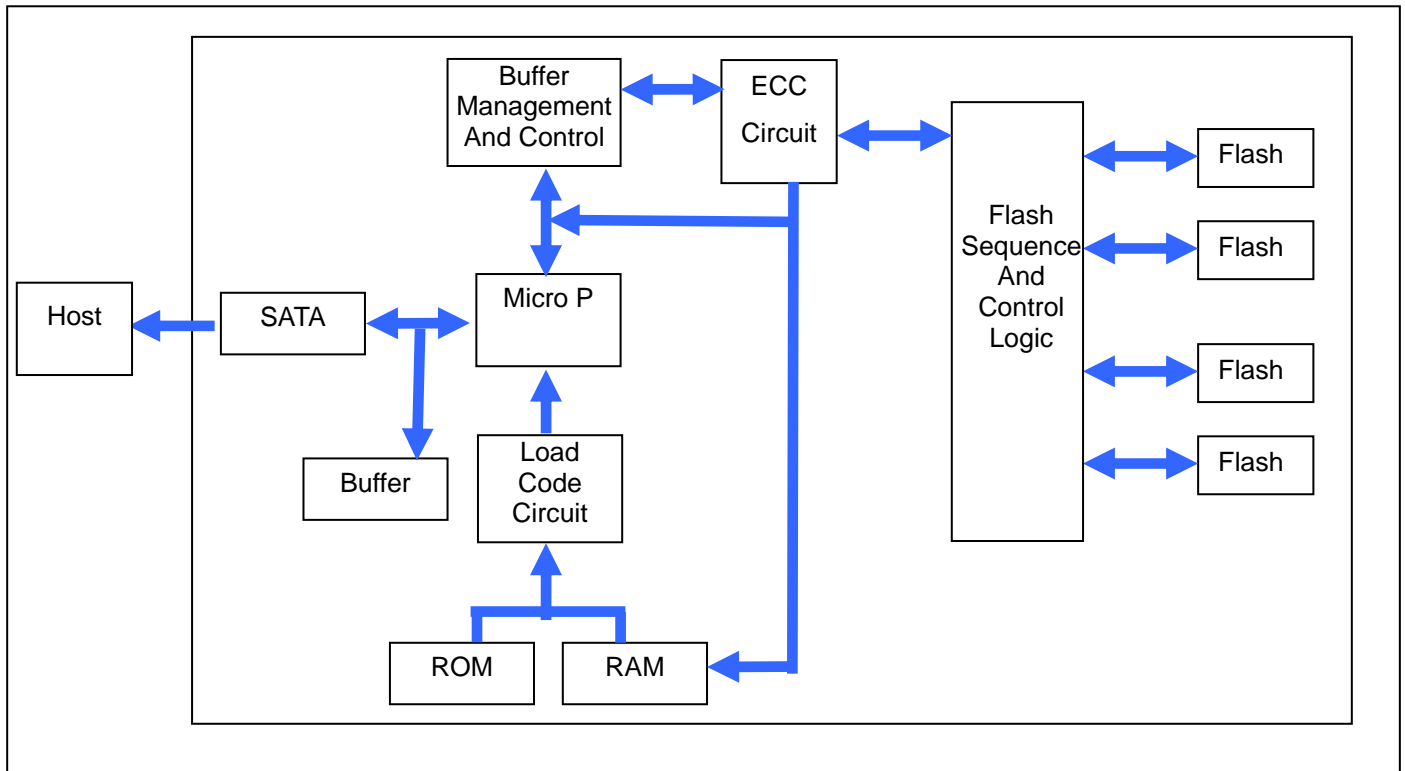 Buffer
Management
And Control
ECC
Circuit
Flash
Flash
Sequence
And
Control
Logic
Flash
Flash
Flash
Host
SATA
Micro P
Buffer
Load
Code
Circuit
ROM
RAM